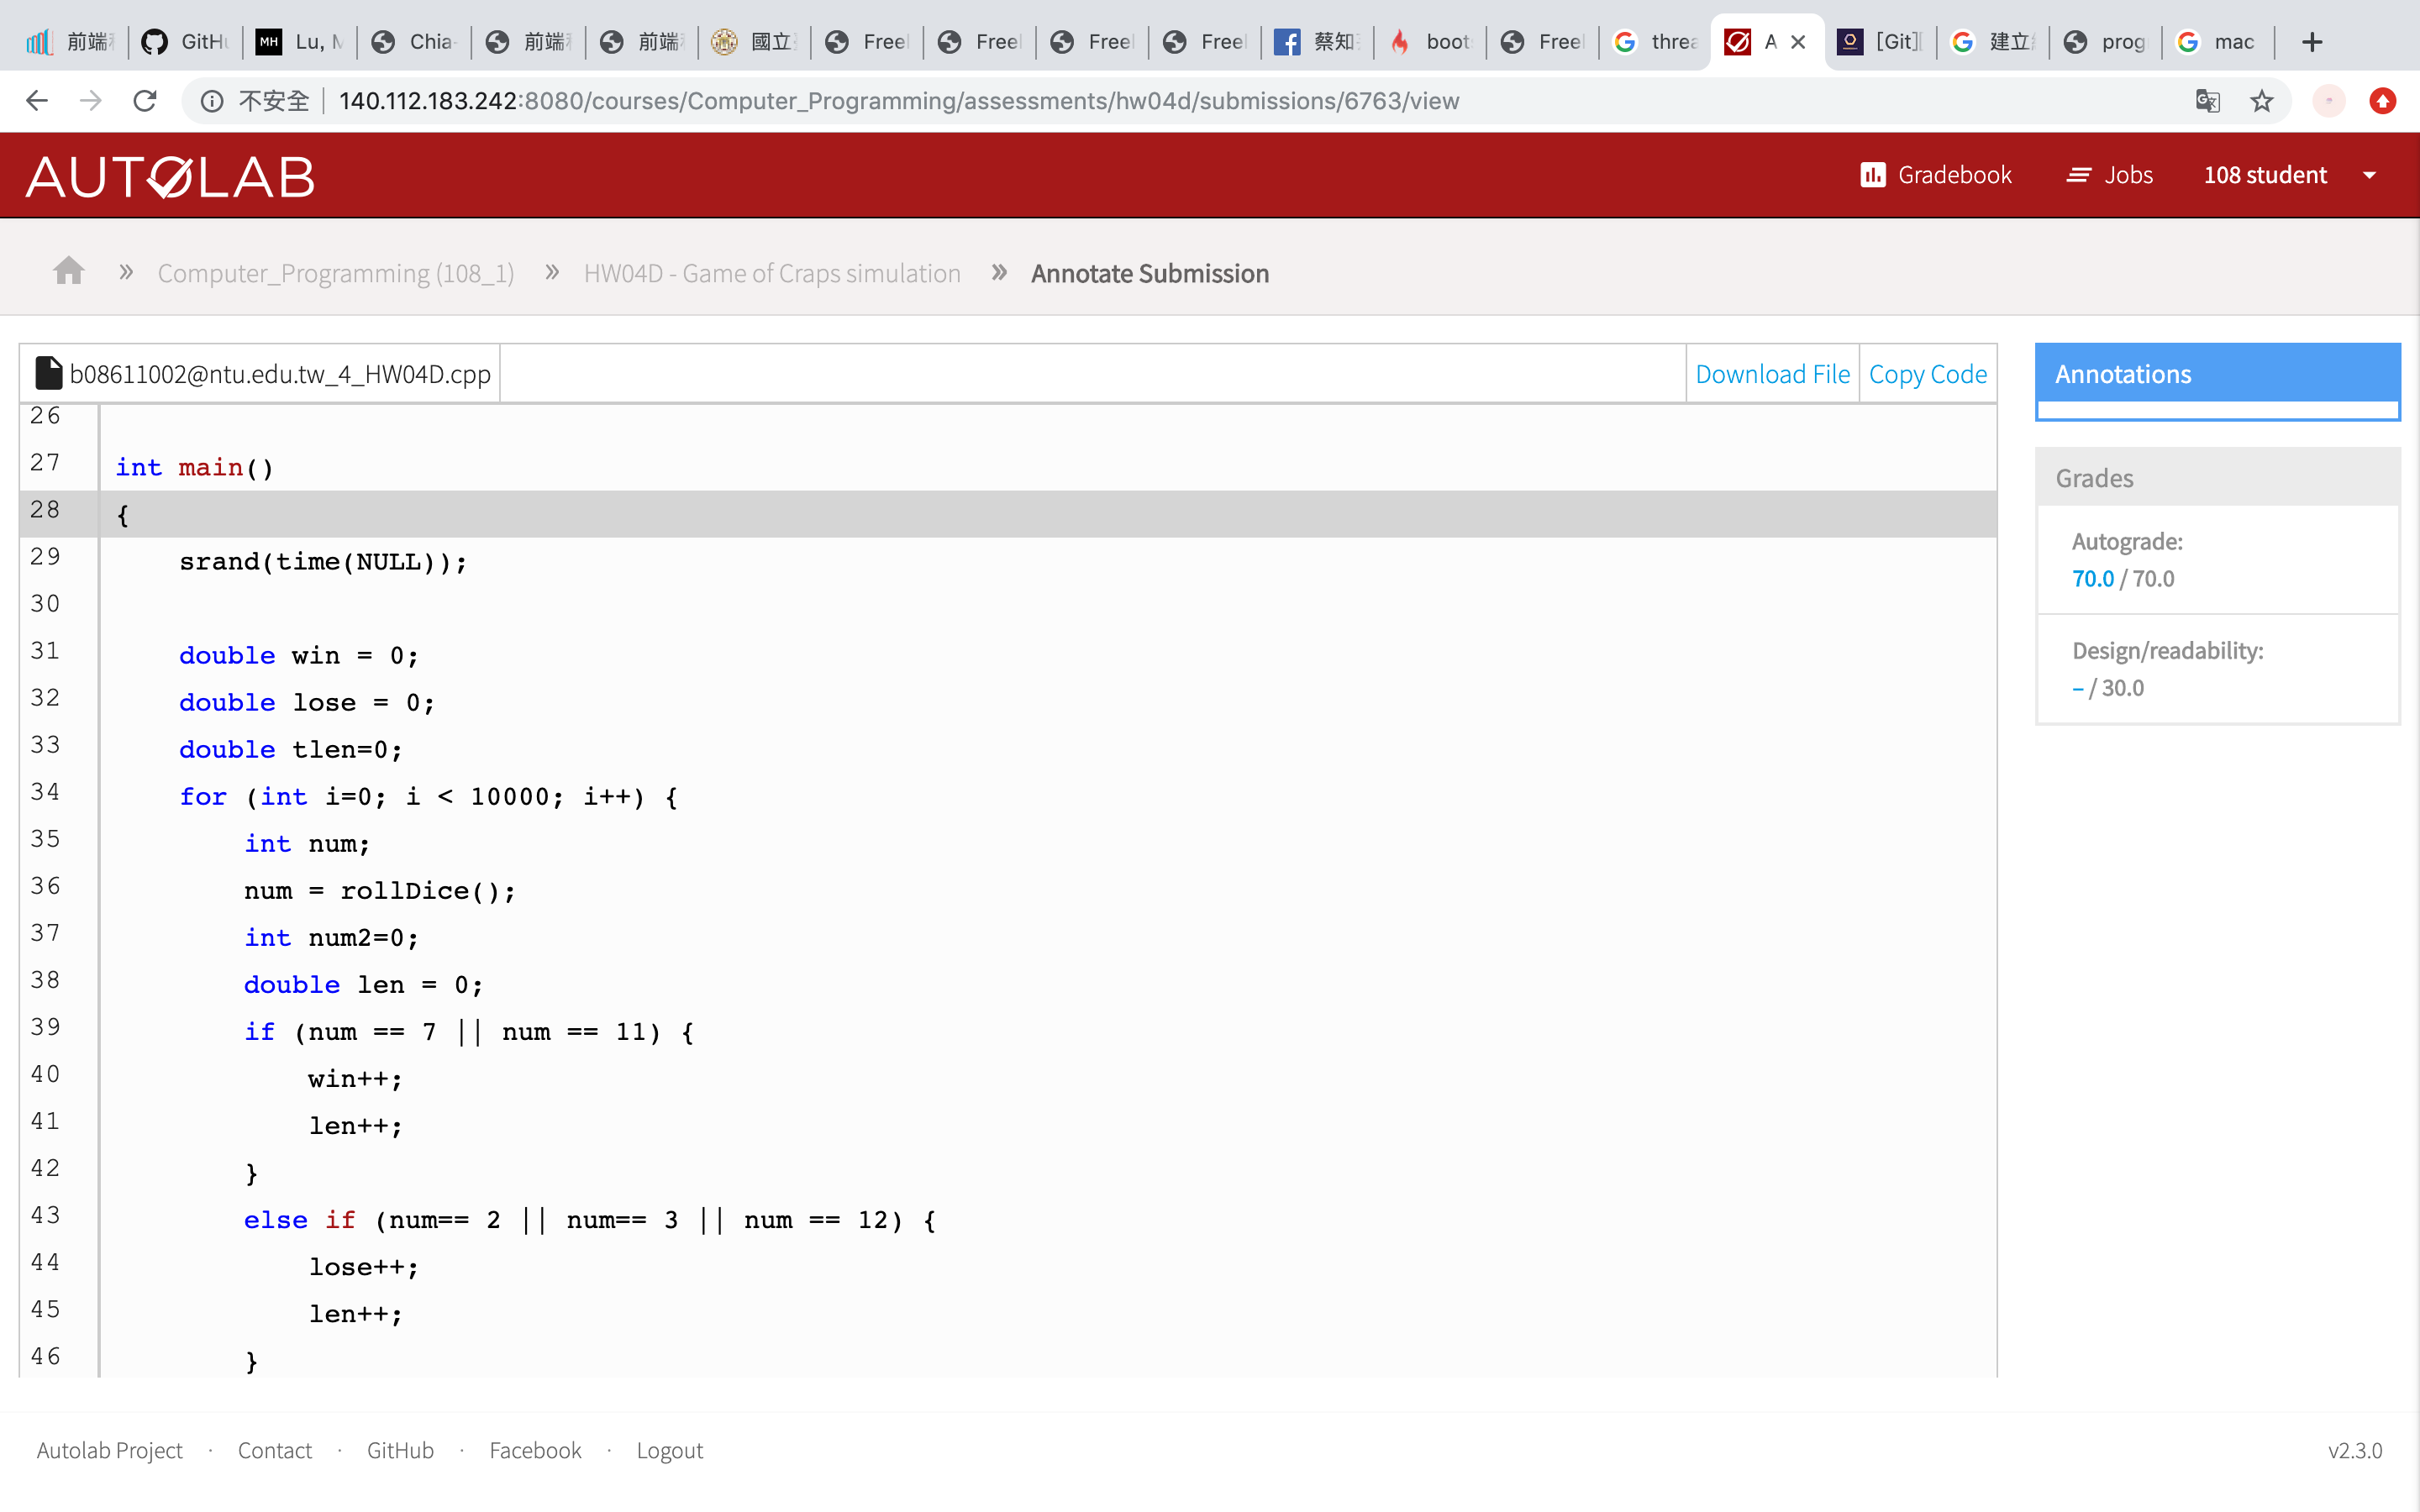 前端
GitH
MH Lu, M
Chia-
前端
前端
國立
Free
Free
Free
Free
蔡知
boot
Free
threa
A
[Git]
建立
prog
mac
不安全 140.112.183.242:8080/courses/Computer_Programming/assessments/hw04d/submissions/6763/view
AUTOLAB
Gradebook
Jobs
108 student
» Computer_Programming (108_1) » HW04D - Game of Craps simulation » Annotate Submission
b08611002@ntu.edu.tw_4_HW04D.cpp
Download File
Copy Code
26
27 int main()
28 {
29 srand(time(NULL));
30
31 double win = 0;
32 double lose = 0;
33 double tlen=0;
34 for (int i=0; i < 10000; i++) {
35 int num;
36 num = rollDice();
37 int num2=0;
38 double len = 0;
39 if (num == 7 || num == 11) {
40 win++;
41 len++;
42 }
43 else if (num== 2 || num== 3 || num == 12) {
44 lose++;
45 len++;
46 }
Annotations
Grades
Autograde:
70.0 / 70.0
Design/readability:
– / 30.0
Autolab Project · Contact · GitHub · Facebook · Logout
v2.3.0